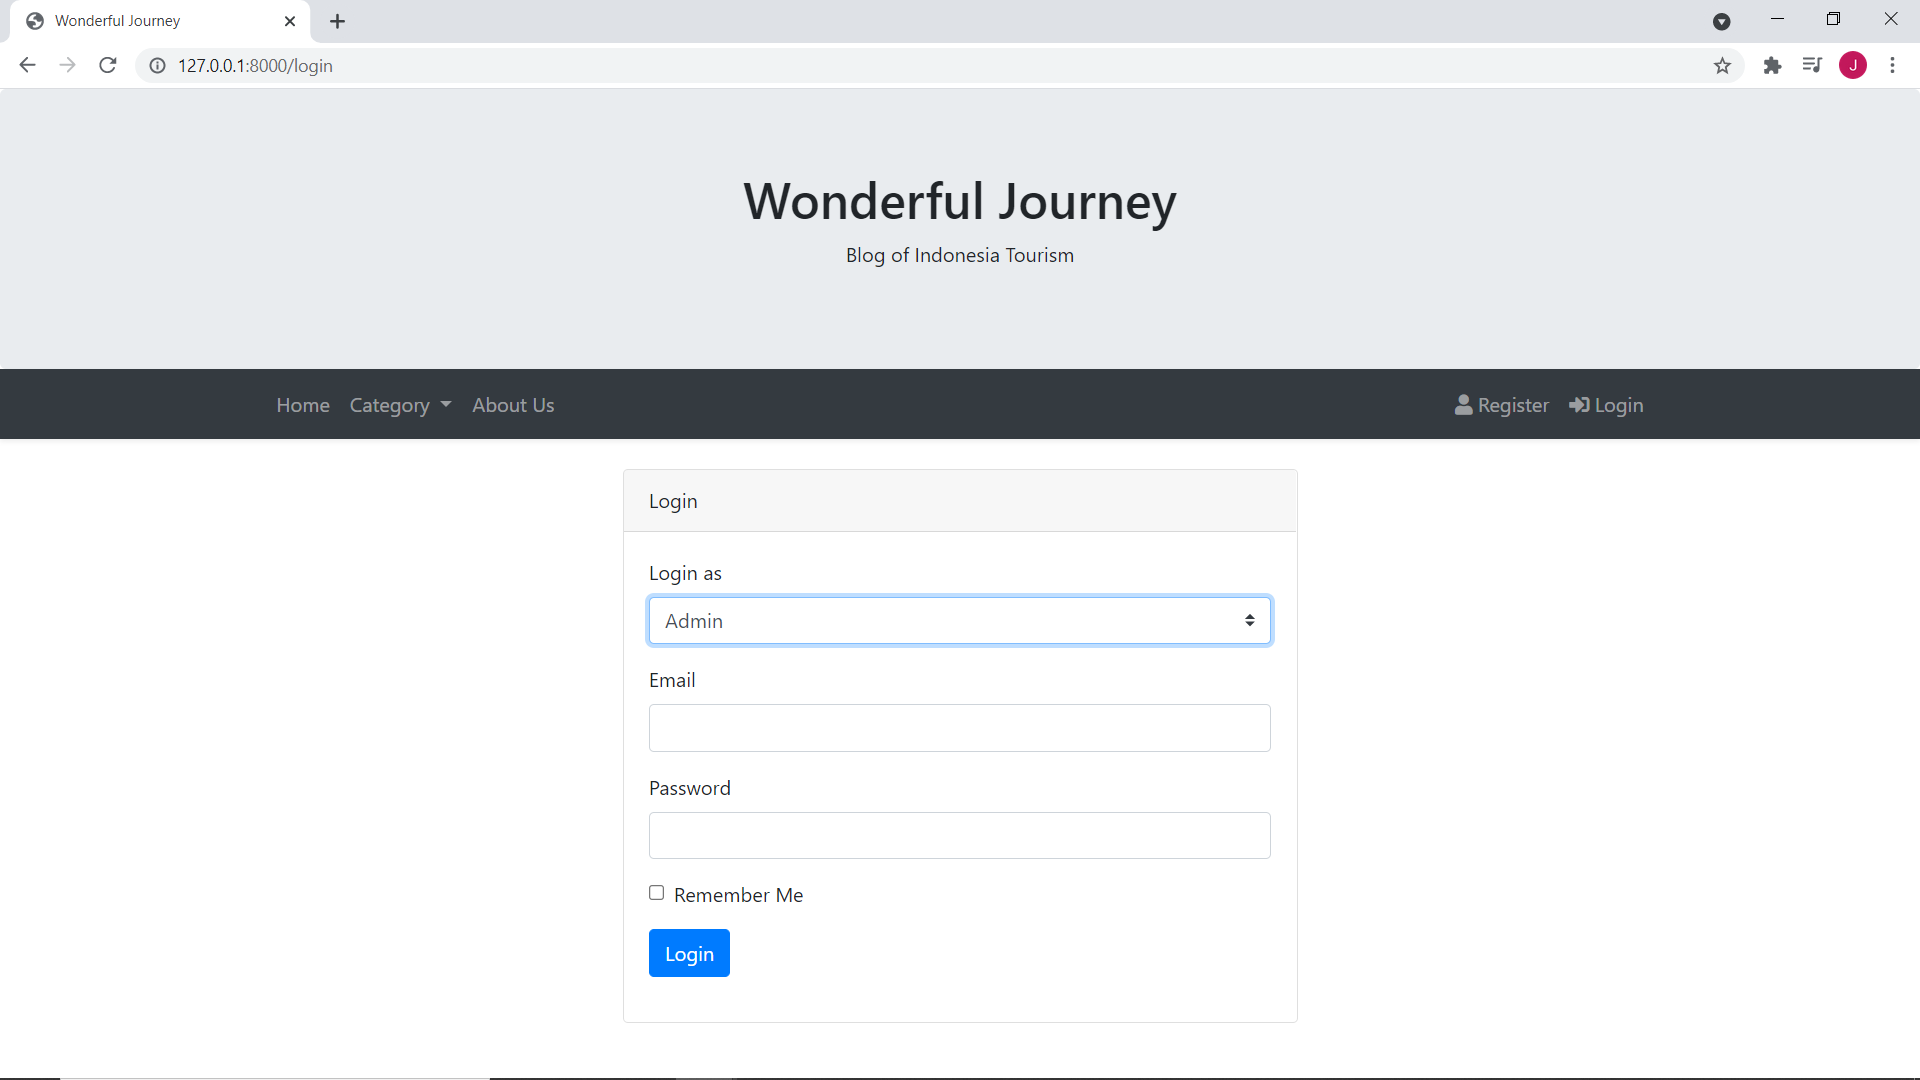 Wonderful Journey
127.0.0.1:8000/login
J
Wonderful Journey
Blog of Indonesia Tourism
Home Category About Us Register Login
Login
Login as
Admin
Email
Password
Remember Me
Login